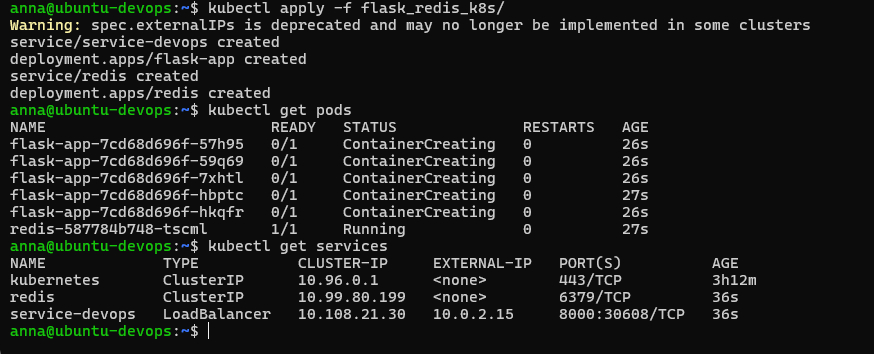 anna@ubuntu-devops:~$ kubectl apply -f flask_redis_k8s/
Warning: spec.externalIPs is deprecated and may no longer be implemented in some clusters
service/service-devops created
deployment.apps/flask-app created
service/redis created
deployment.apps/redis created
anna@ubuntu-devops:~$ kubectl get pods
NAME                         READY   STATUS              RESTARTS   AGE
flask-app-7cd68d696f-57h95   0/1     ContainerCreating   0          26s
flask-app-7cd68d696f-59q69   0/1     ContainerCreating   0          26s
flask-app-7cd68d696f-7xhtl   0/1     ContainerCreating   0          26s
flask-app-7cd68d696f-hbptc   0/1     ContainerCreating   0          27s
flask-app-7cd68d696f-hkqfr   0/1     ContainerCreating   0          26s
redis-587784b748-tscml       1/1     Running             0          27s
anna@ubuntu-devops:~$ kubectl get services
NAME             TYPE           CLUSTER-IP      EXTERNAL-IP   PORT(S)          AGE
kubernetes       ClusterIP      10.96.0.1       <none>        443/TCP          3h12m
redis            ClusterIP      10.99.80.199    <none>        6379/TCP         36s
service-devops   LoadBalancer   10.108.21.30    10.0.2.15     8000:30608/TCP   36s
anna@ubuntu-devops:~$